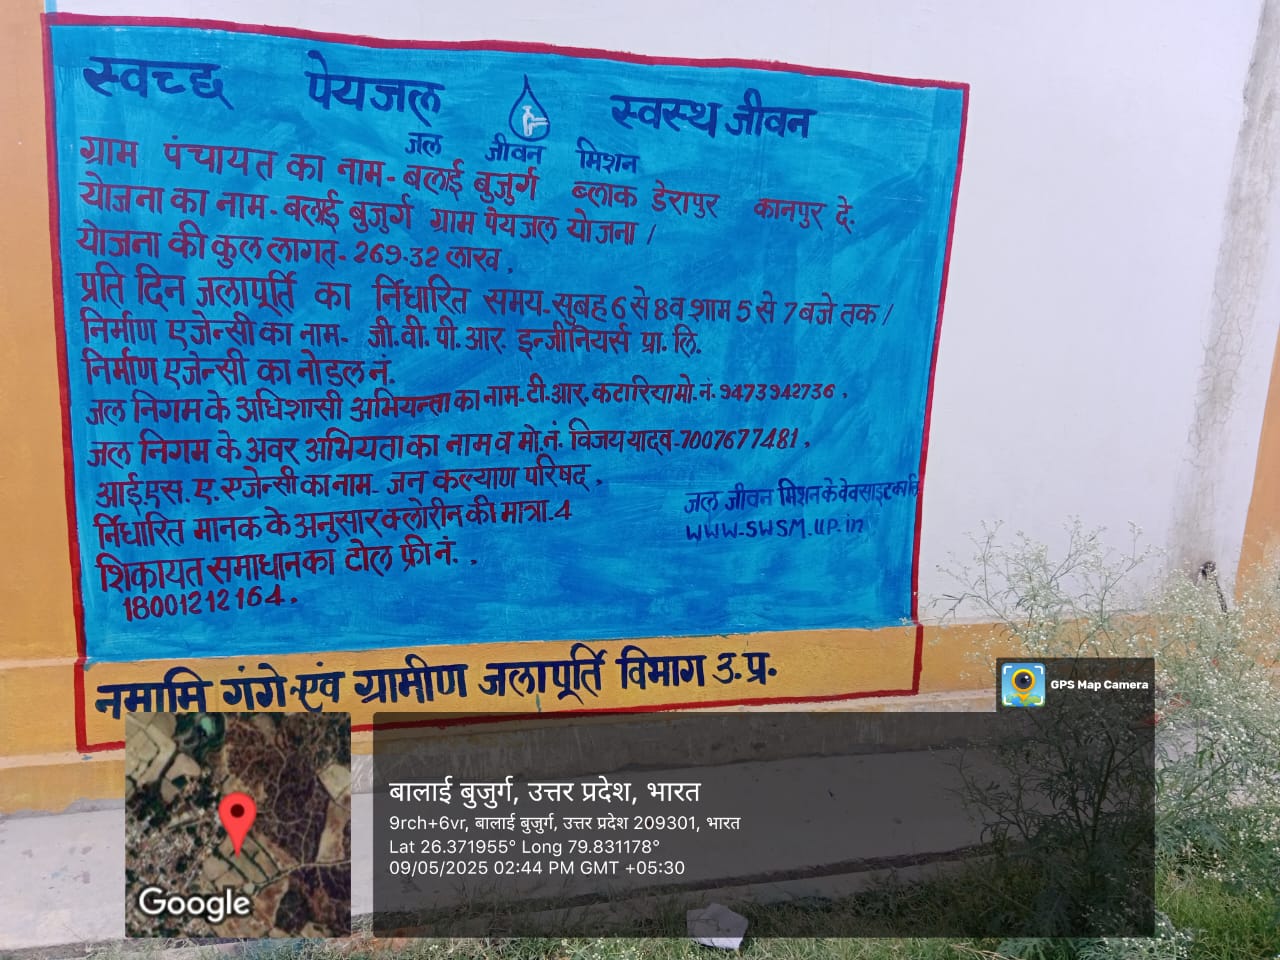 स्वच्छ पेयजल स्वस्थ जीवन
जल जीवन मिशन
ग्राम पंचायत का नाम- बलाई बुजुर्ग ब्लाक डेरापुर कानपुर दे.
योजना का नाम- बलाई बुजुर्ग ग्राम पेयजल योजना।
योजना की कुल लागत- 269.32 लाख.
प्रति दिन जलापूर्ति का र्निधारित समय- सुबह 6 से 8 व शाम 5 से 7 बजे तक।
निर्माण एजेन्सी का नाम- जी.वी.पी.आर. इन्जीनियर्स प्रा. लि.
निर्माण एजेन्सी का नोडल नं.
जल निगम के अधिशासी अभियन्ता का नाम- टी.आर. कटारिया मो.नं. 9473942736.
जल निगम के अवर अभियता का नाम व मो.नं. विजय यादव-7007677481.
आई.एस.ए. एजेन्सी का नाम- जन कल्याण परिषद.
र्निधारित मानक के अनुसार क्लोरीन की मात्रा. 4
जल जीवन मिशन के वेवसाइट का
www.swsm.up.in
शिकायत समाधान का टोल फ्री नं..
18001212164.
नमामि गंगे एवं ग्रामीण जलापूर्ति विभाग उ.प्र.
GPS Map Camera
बालाई बुजुर्ग, उत्तर प्रदेश, भारत
9rch+6vr, बालाई बुजुर्ग, उत्तर प्रदेश 209301, भारत
Lat 26.371955° Long 79.831178°
09/05/2025 02:44 PM GMT +05:30
Google